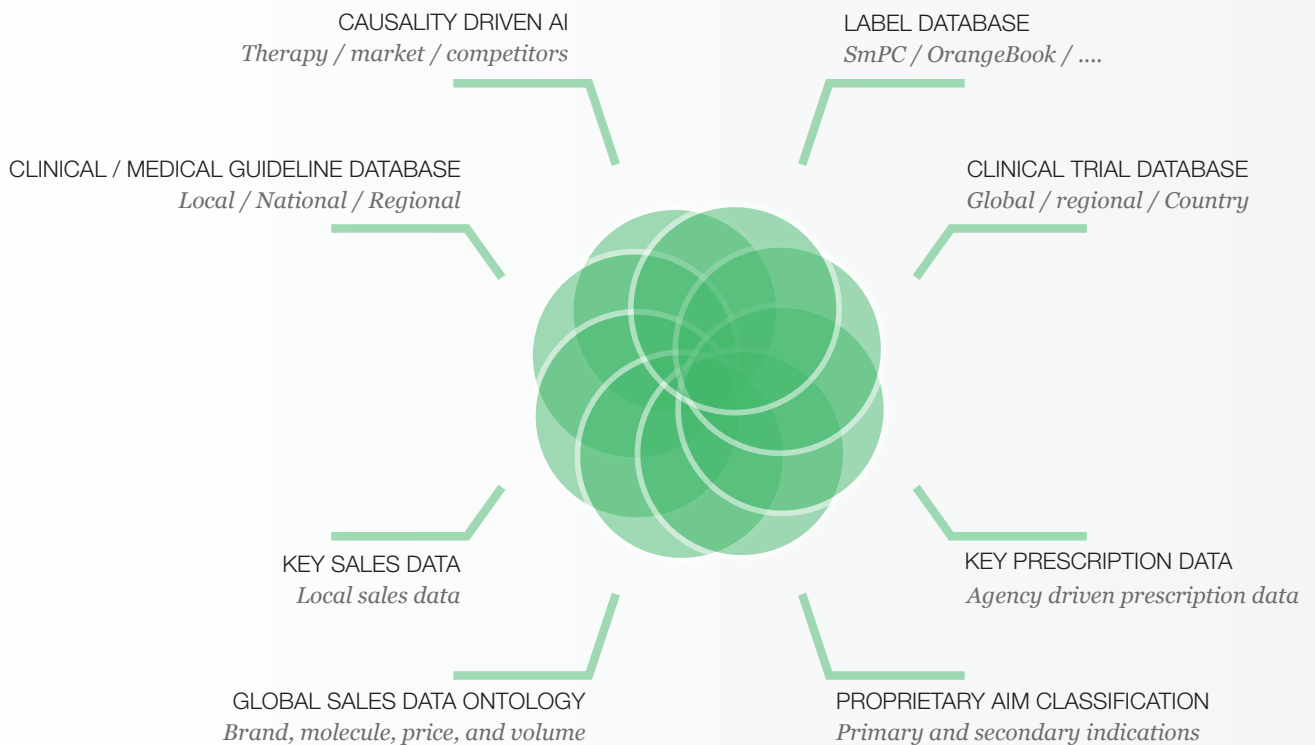 CAUSALITY DRIVEN AI
Therapy / market / competitors
LABEL DATABASE
SmPC / OrangeBook / ....
CLINICAL / MEDICAL GUIDELINE DATABASE
Local / National / Regional
CLINICAL TRIAL DATABASE
Global / regional / Country
KEY SALES DATA
Local sales data
KEY PRESCRIPTION DATA
Agency driven prescription data
GLOBAL SALES DATA ONTOLOGY
Brand, molecule, price, and volume
PROPRIETARY AIM CLASSIFICATION
Primary and secondary indications